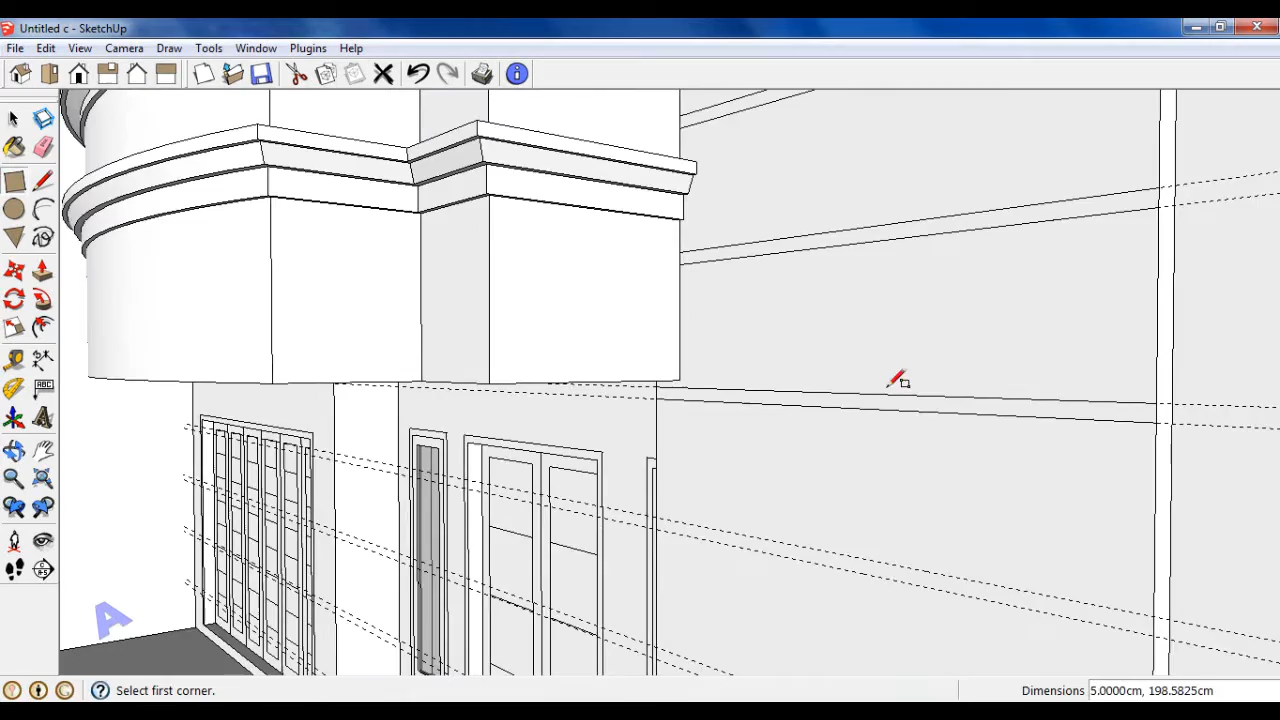 Untitled c - SketchUp
File Edit View Camera Draw Tools Window Plugins Help
ABC
A
Select first corner.
Dimensions 5.0000cm, 198.5825cm